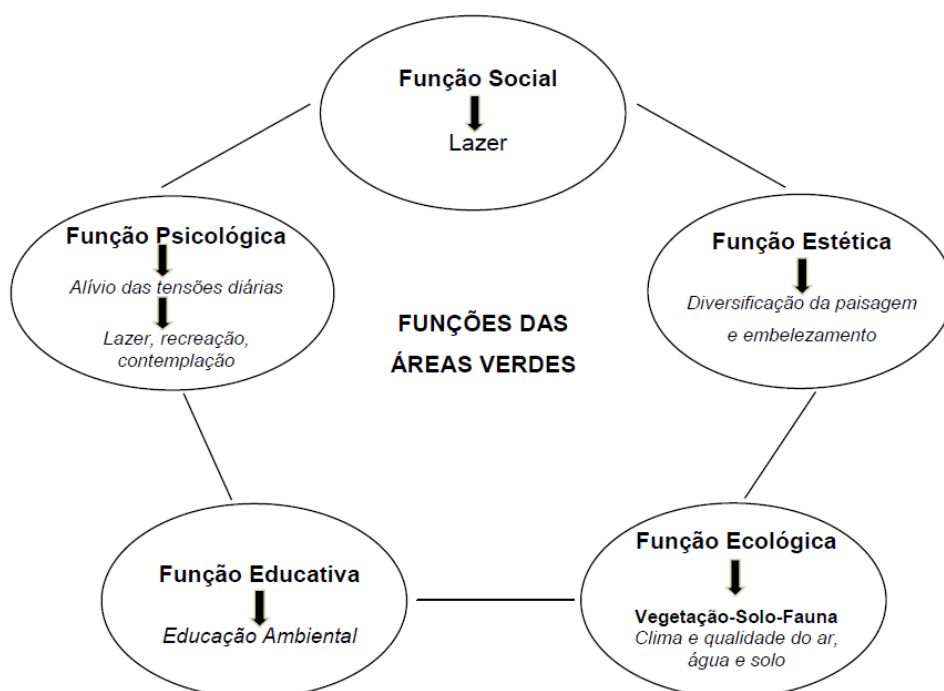 Função Social
Lazer
Função Psicológica
Alívio das tensões diárias
Lazer, recreação,
contemplação
Função Estética
Diversificação da paisagem
e embelezamento
FUNÇÕES DAS
ÁREAS VERDES
Função Educativa
Educação Ambiental
Função Ecológica
Vegetação-Solo-Fauna
Clima e qualidade do ar,
água e solo